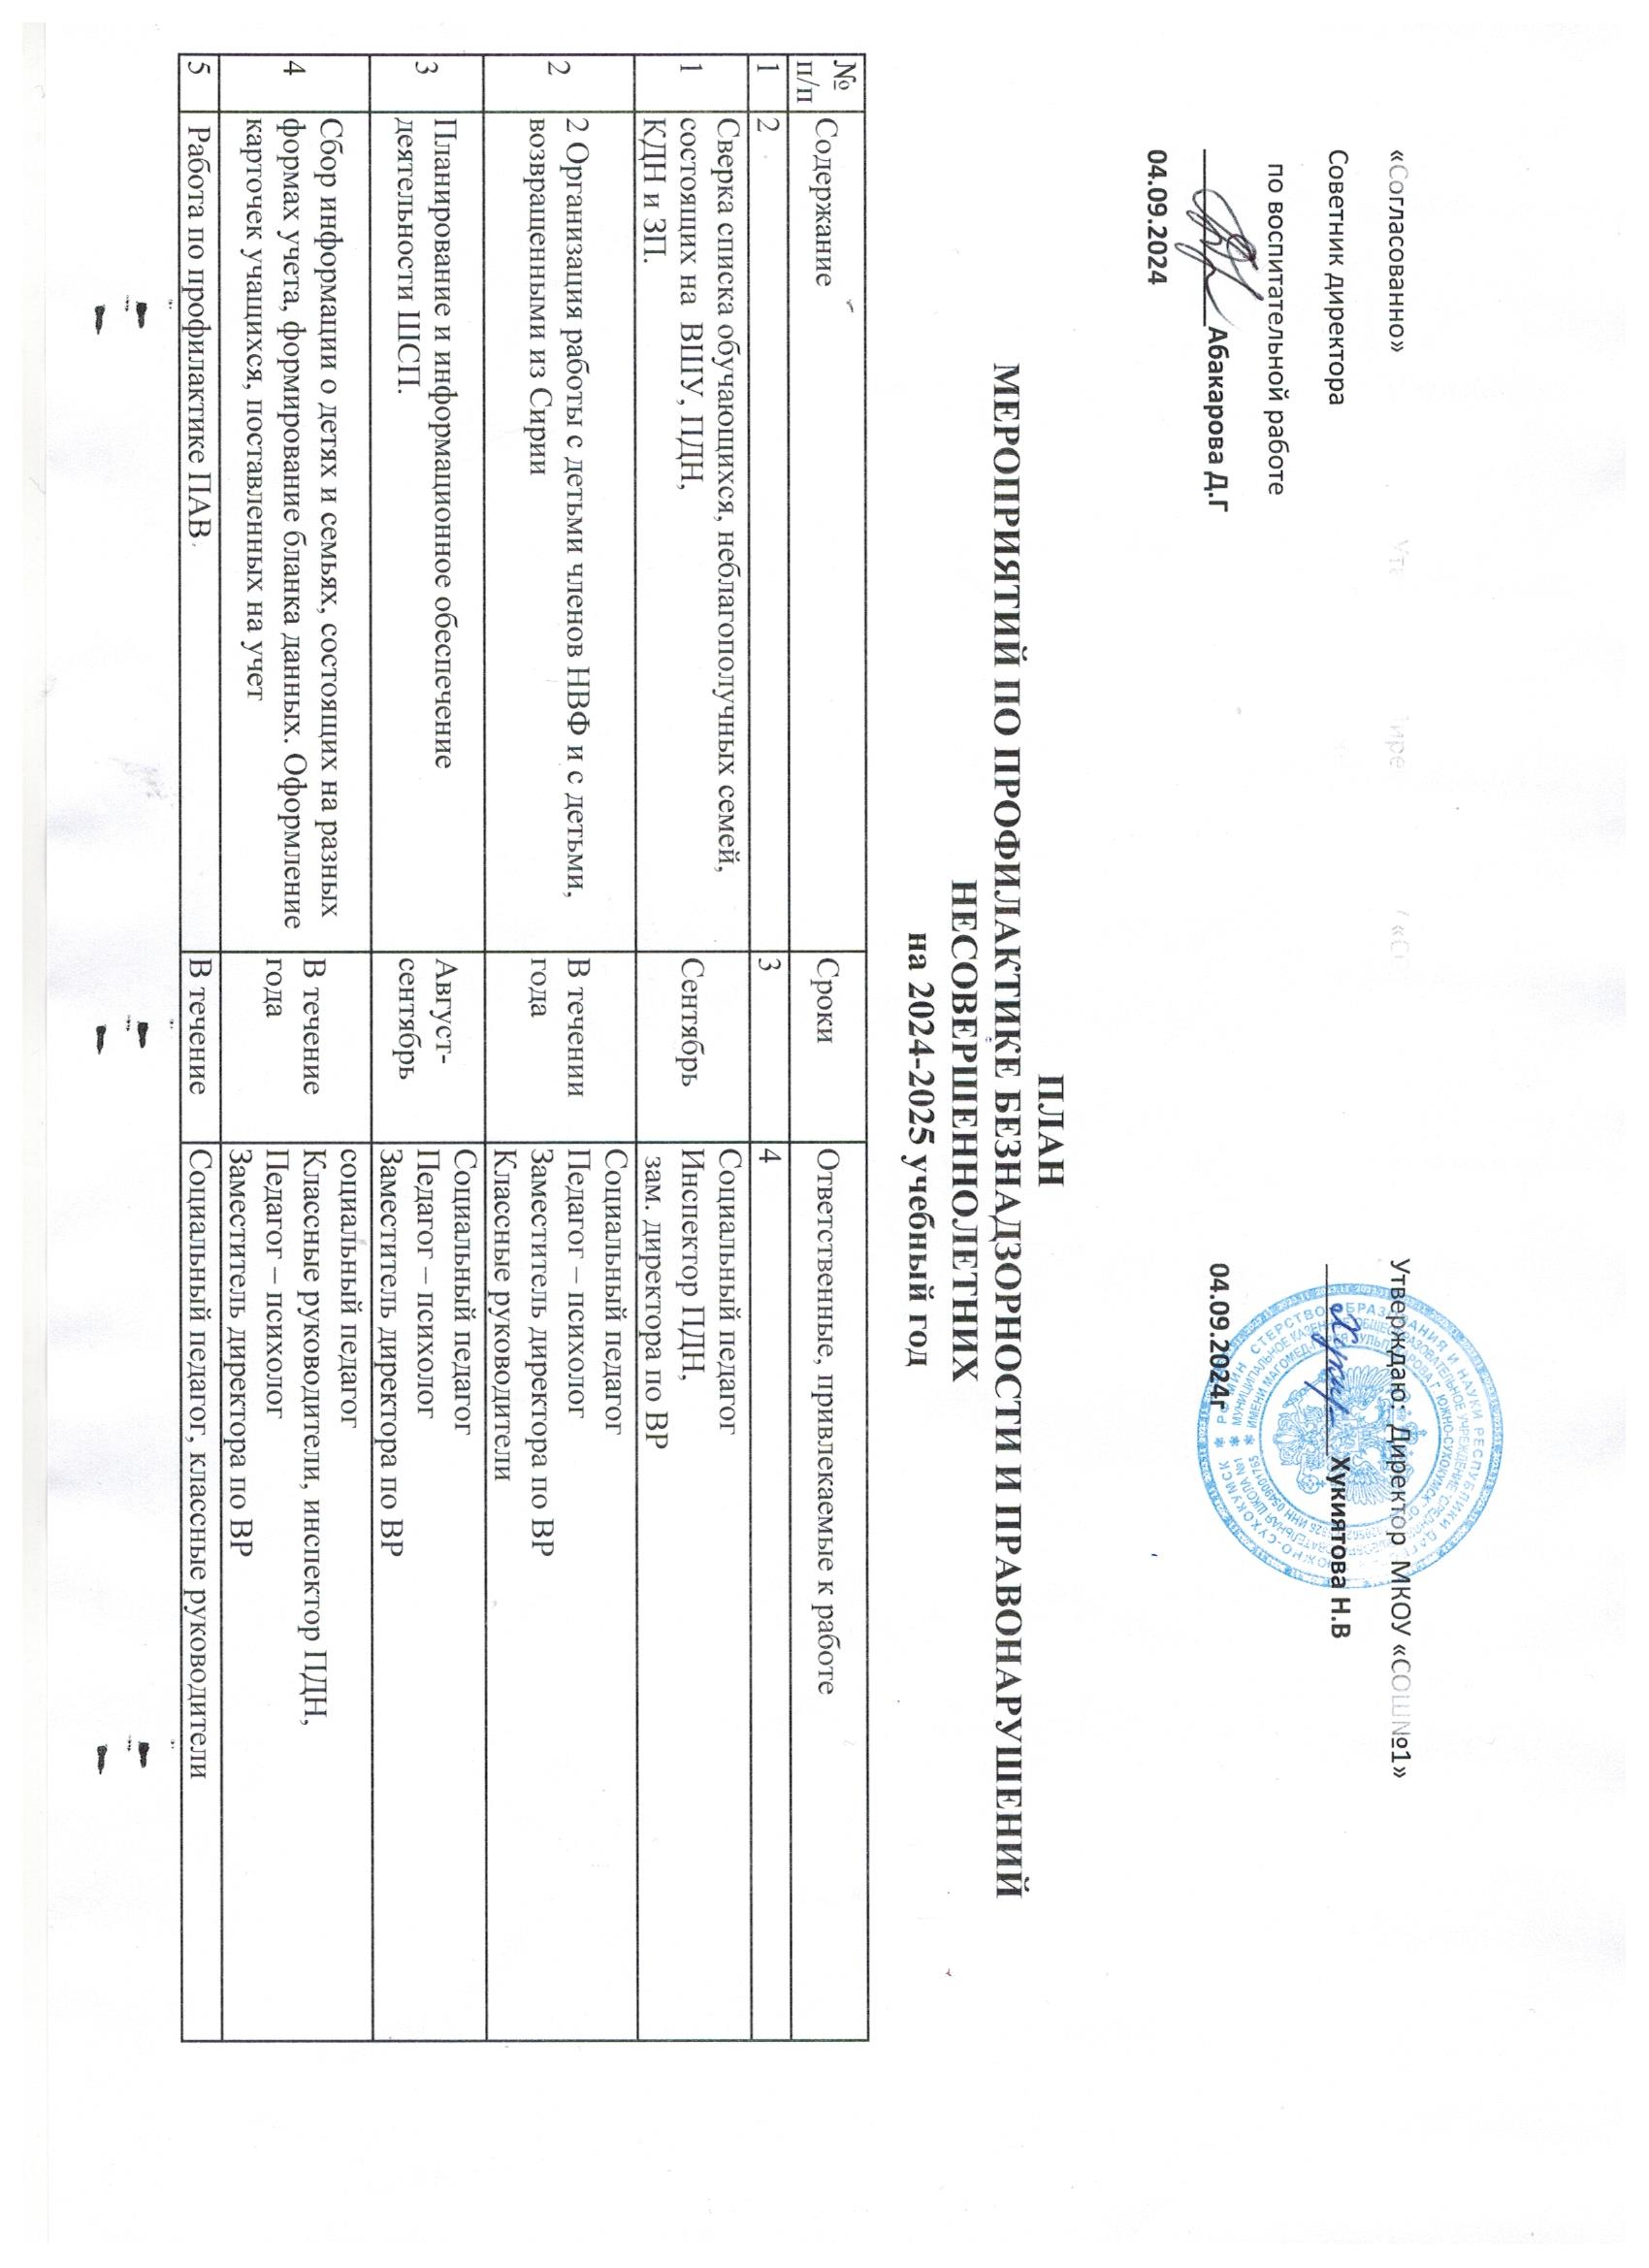 «Согласованно»
Утверждаю: Директор МКОУ «СОШ№1»
Советник директора
Хукиятова Н.В
по воспитательной работе
04.09.2024г
Абакарова Д.Г
04.09.2024
ПЛАН
МЕРОПРИЯТИЙ ПО ПРОФИЛАКТИКЕ БЕЗНАДЗОРНОСТИ И ПРАВОНАРУШЕНИЙ
НЕСОВЕРШЕННОЛЕТНИХ
на 2024-2025 учебный год
№ п/п
Содержание
Сроки
Ответственные, привлекаемые к работе
1
2
3
4
1
Сверка списка обучающихся, неблагополучных семей,
состоящих на ВШУ, ПДН,
КДН и ЗП.
Сентябрь
Социальный педагог
Инспектор ПДН,
зам. директора по ВР
2
2 Организация работы с детьми членов НВФ и с детьми,
возвращенными из Сирии
В течении
года
Социальный педагог
Педагог – психолог
Заместитель директора по ВР
Классные руководители
3
Планирование и информационное обеспечение
деятельности ШСП.
Август-
сентябрь
Социальный педагог
Педагог – психолог
Заместитель директора по ВР
4
Сбор информации о детях и семьях, состоящих на разных
формах учета, формирование бланка данных. Оформление
карточек учащихся, поставленных на учет
В течение
года
социальный педагог
Классные руководители, инспектор ПДН,
Педагог – психолог
Заместитель директора по ВР
5
Работа по профилактике ПАВ.
В течение
Социальный педагог, классные руководители